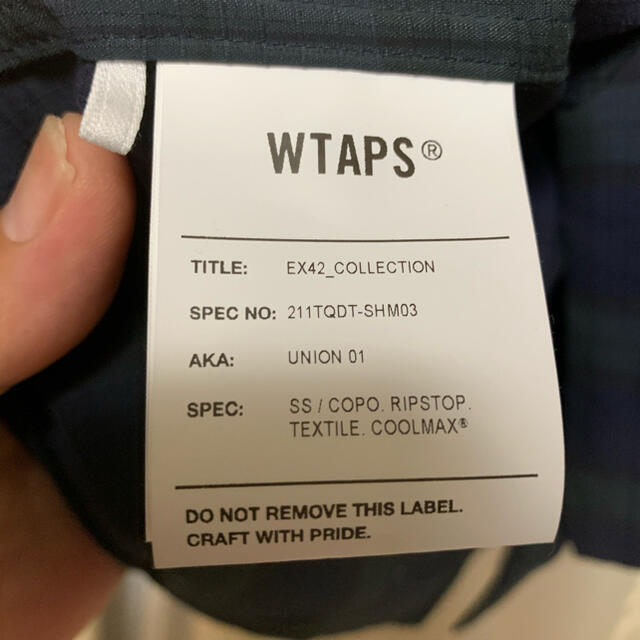 WTAPS®
TITLE: EX42_COLLECTION
SPEC NO: 211TQDT-SHM03
AKA: UNION 01
SPEC: SS / COPO. RIPSTOP.
TEXTILE. COOLMAX®
DO NOT REMOVE THIS LABEL.
CRAFT WITH PRIDE.